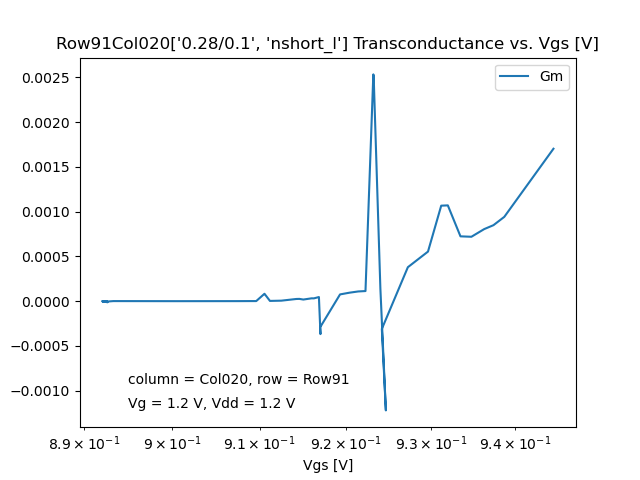 Row91Col020['0.28/0.1', 'nshort_l'] Transconductance vs. Vgs [V]
Gm
0.0025
0.0020
0.0015
0.0010
0.0005
0.0000
−0.0005
−0.0010
column = Col020, row = Row91
Vg = 1.2 V, Vdd = 1.2 V
8.9 × 10⁻¹ 9 × 10⁻¹ 9.1 × 10⁻¹ 9.2 × 10⁻¹ 9.3 × 10⁻¹ 9.4 × 10⁻¹
Vgs [V]